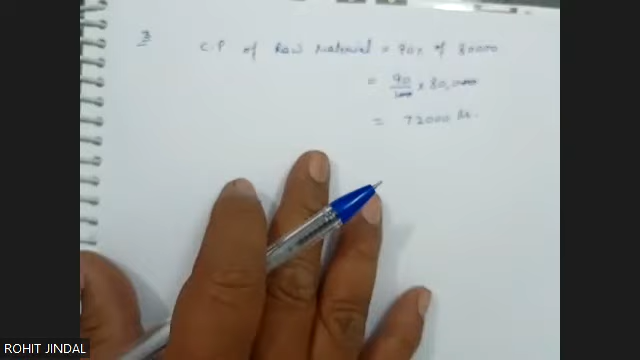 3
C.P of Raw Material = 90% of 80000
= 90/100 × 80,000
= 72000 Rs.
ROHIT JINDAL